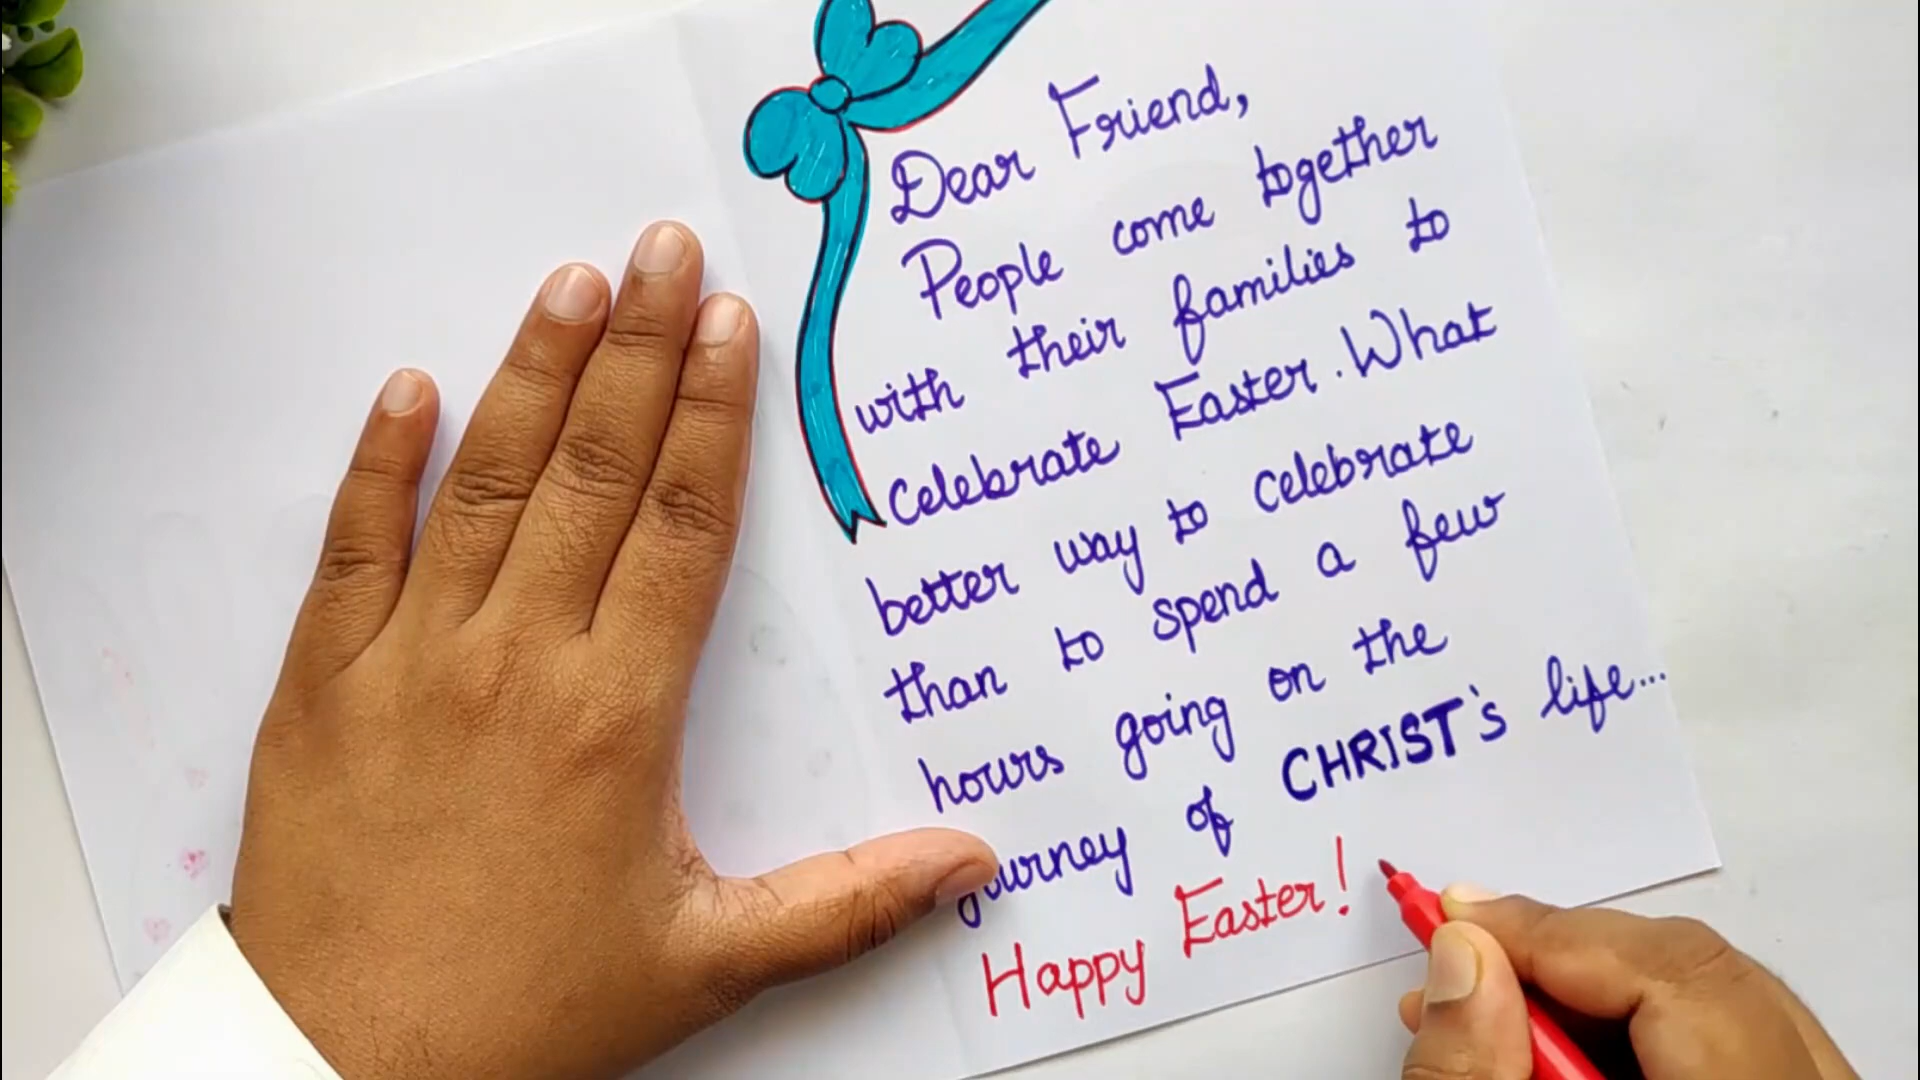 Dear Friend,
People come together
with their families to
celebrate Easter. What
better way to celebrate
than to spend a few
hours going on the
journey of CHRIST's life...
Happy Easter!